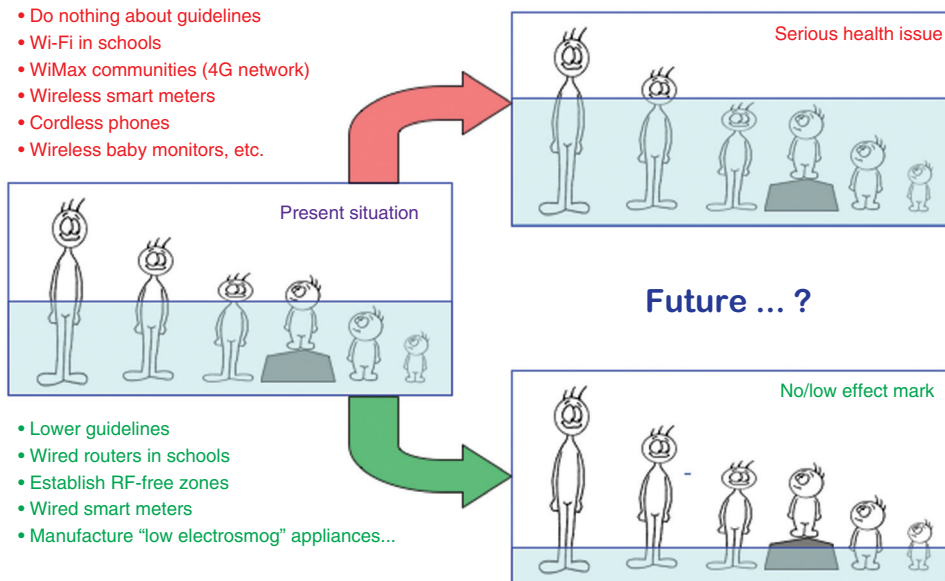 • Do nothing about guidelines
• Wi-Fi in schools
• WiMax communities (4G network)
• Wireless smart meters
• Cordless phones
• Wireless baby monitors, etc.
Serious health issue
Present situation
Future ... ?
No/low effect mark
• Lower guidelines
• Wired routers in schools
• Establish RF-free zones
• Wired smart meters
• Manufacture “low electrosmog” appliances...